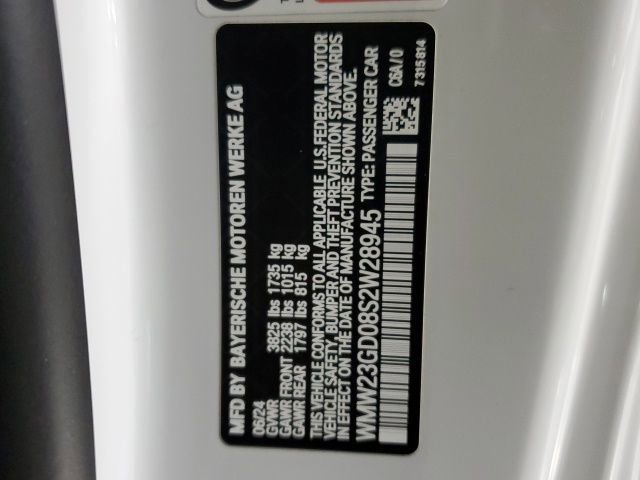 MFD BY BAYERISCHE MOTOREN WERKE AG
06/24
GVWR 3825 lbs 1735 kg
GAWR FRONT 2238 lbs 1015 kg
GAWR REAR 1797 lbs 815 kg
THIS VEHICLE CONFORMS TO ALL APPLICABLE U.S. FEDERAL MOTOR
VEHICLE SAFETY, BUMPER AND THEFT PREVENTION STANDARDS
IN EFFECT ON THE DATE OF MANUFACTURE SHOWN ABOVE.
WMW23GD08S2W28945 TYPE: PASSENGER CAR
C6A/0
7315814